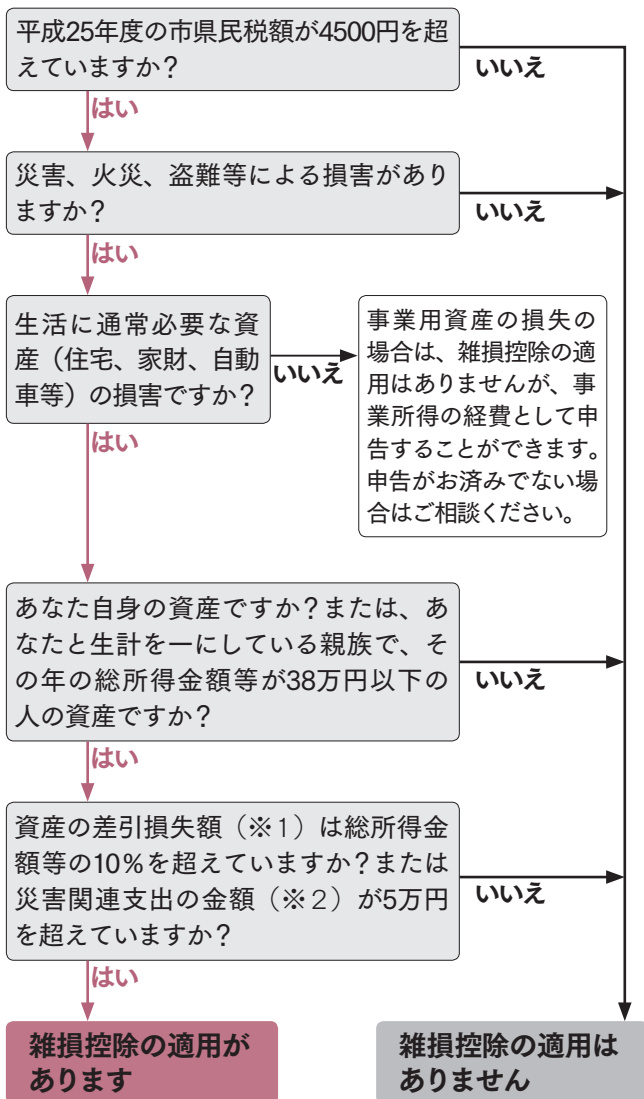 平成25年度の市県民税額が4500円を超
えていますか？
いいえ
はい
災害、火災、盗難等による損害があり
ますか？
いいえ
はい
生活に通常必要な資
産（住宅、家財、自動
車等）の損害ですか？
いいえ
事業用資産の損失の
場合は、雑損控除の適
用はありませんが、事
業所得の経費として申
告することができます。
申告がお済みでない場
合はご相談ください。
はい
あなた自身の資産ですか？または、あ
なたと生計を一にしている親族で、そ
の年の総所得金額等が38万円以下の
人の資産ですか？
いいえ
はい
資産の差引損失額（※１）は総所得金
額等の10％を超えていますか？または
災害関連支出の金額（※２）が5万円
を超えていますか？
いいえ
はい
雑損控除の適用が
あります
雑損控除の適用は
ありません